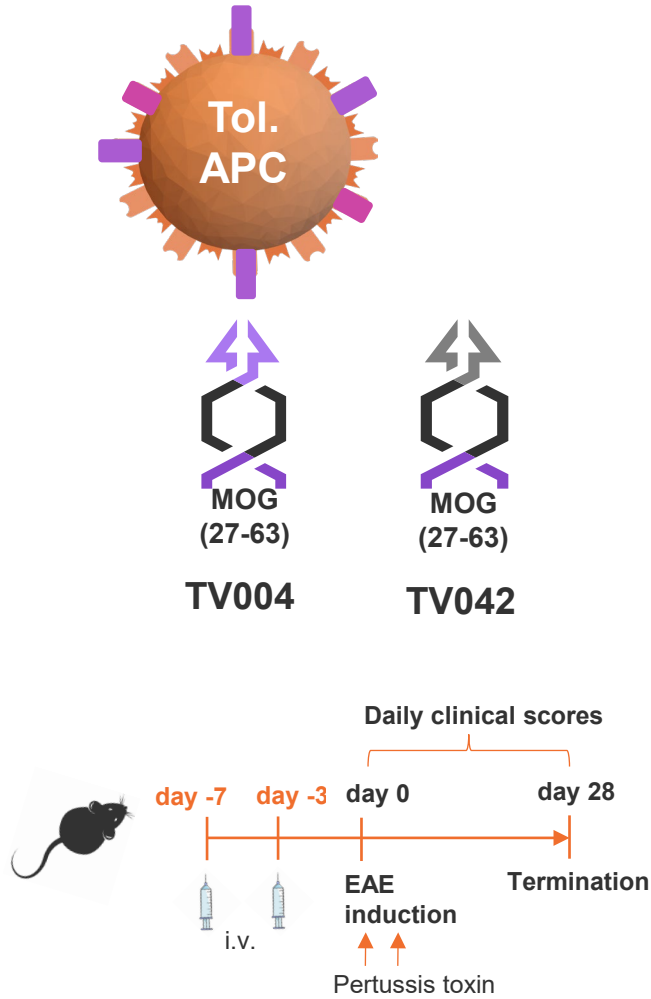 Tol.
APC
MOG
(27-63)
TV004
MOG
(27-63)
TV042
Daily clinical scores
day -7
day -3
day 0
day 28
i.v.
EAE
induction
Termination
Pertussis toxin